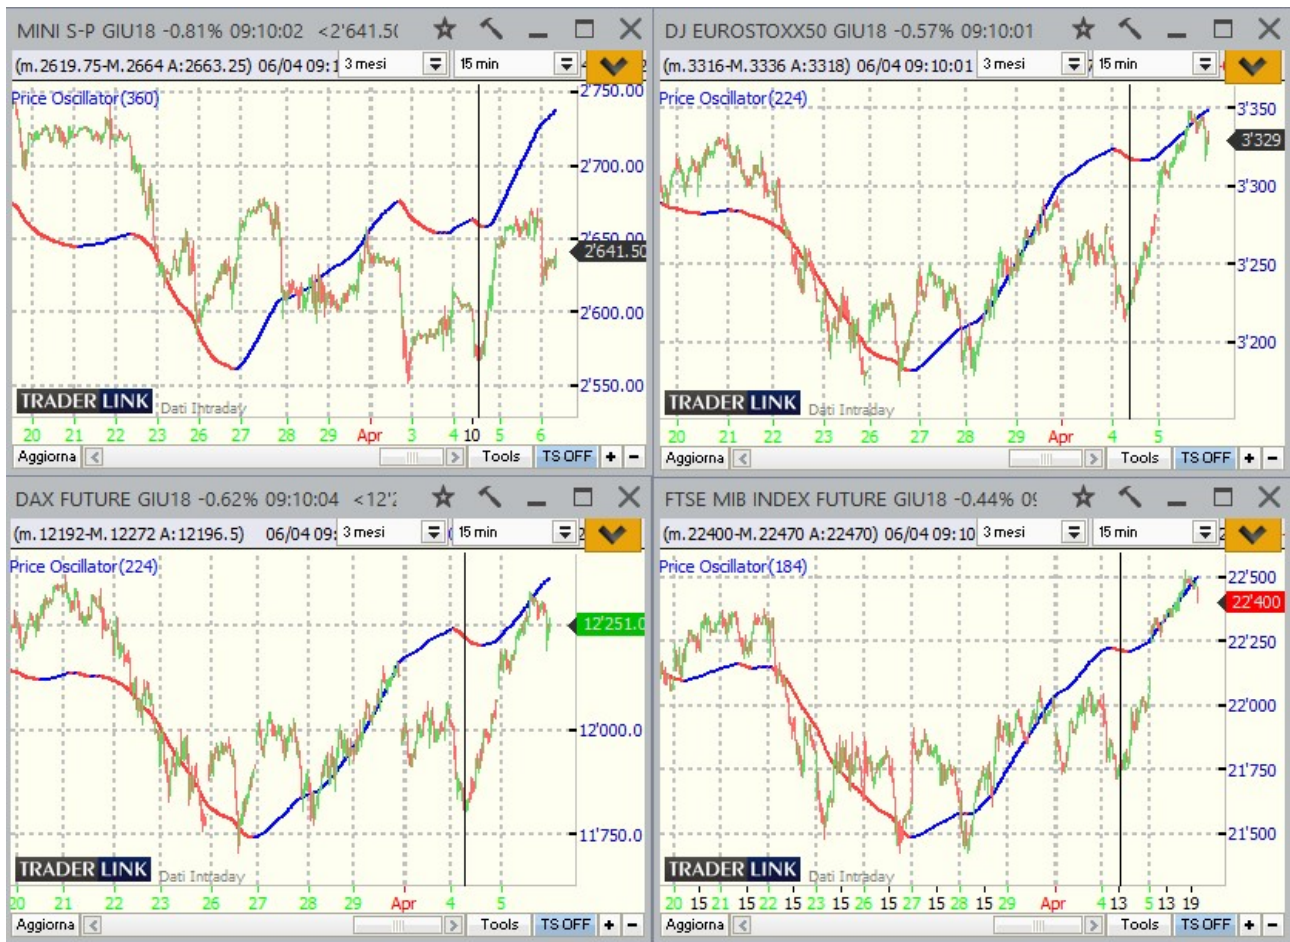 MINI S-P GIU18 -0.81% 09:10:02 <2'641.50
(m.2619.75-M.2664 A:2663.25) 06/04 09:1
3 mesi
15 min
Price Oscillator(360)
2'750.00
2'700.00
2'650.00
2'641.50
2'600.00
2'550.00
TRADER LINK
Dati Intraday
20 21 22 23 26 27 28 29 Apr 3 4 10 5 6
Aggiorna
Tools
TS OFF
+
-
DJ EUROSTOXX50 GIU18 -0.57% 09:10:01
(m.3316-M.3336 A:3318) 06/04 09:10:01
3 mesi
15 min
Price Oscillator(224)
3'350
3'329
3'300
3'250
3'200
TRADER LINK
Dati Intraday
20 21 22 23 26 27 28 29 Apr 4 5
Aggiorna
Tools
TS OFF
+
-
DAX FUTURE GIU18 -0.62% 09:10:04 <12'2
(m.12192-M.12272 A:12196.5) 06/04 09:
3 mesi
15 min
Price Oscillator(224)
12'251.0
12'000.0
11'750.0
TRADER LINK
Dati Intraday
20 21 22 23 26 27 28 29 Apr 4 5
Aggiorna
Tools
TS OFF
+
-
FTSE MIB INDEX FUTURE GIU18 -0.44% 09
(m.22400-M.22470 A:22470) 06/04 09:10
3 mesi
15 min
Price Oscillator(184)
22'500
22'400
22'250
22'000
21'750
21'500
TRADER LINK
Dati Intraday
20 15 21 15 22 15 23 15 26 15 27 15 28 15 29 15 Apr 4 13 5 13 19
Aggiorna
Tools
TS OFF
+
-